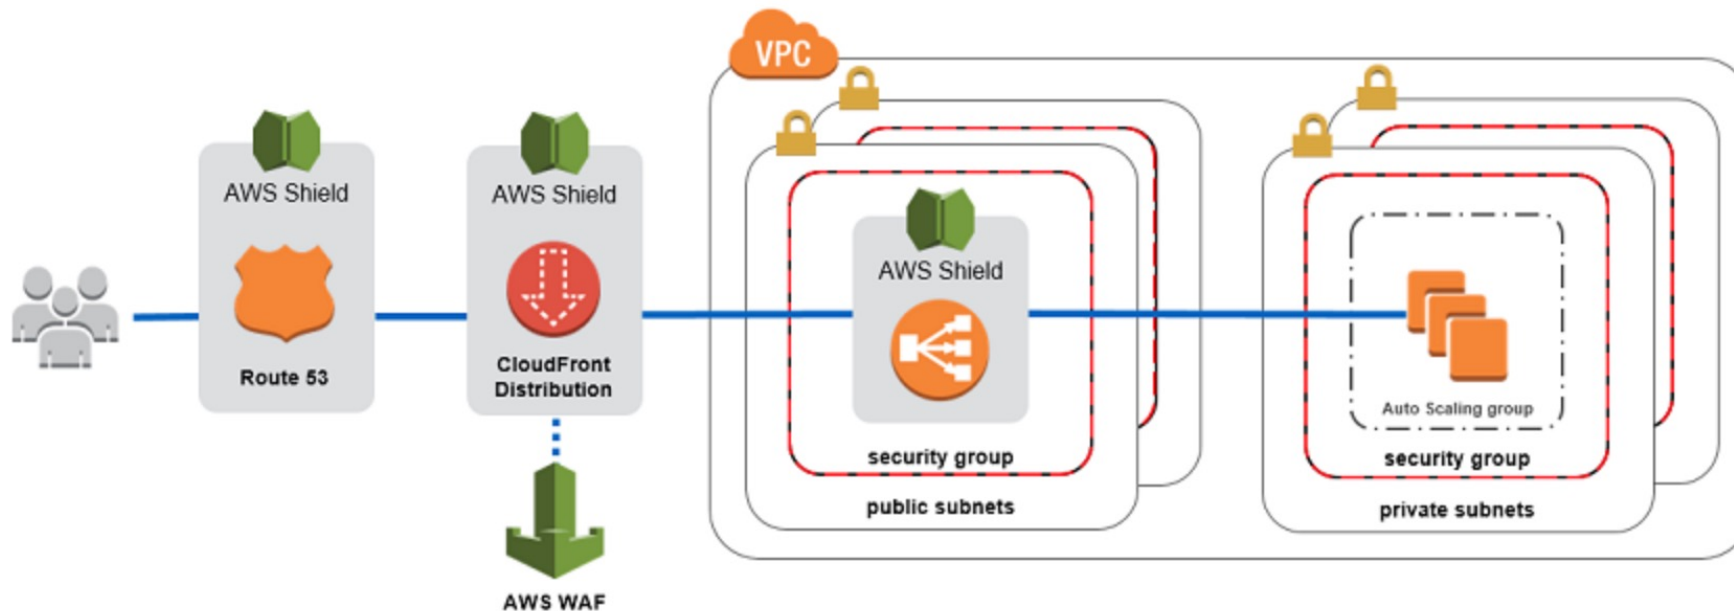 VPC
AWS Shield
Route 53
AWS Shield
CloudFront
Distribution
AWS WAF
AWS Shield
security group
public subnets
Auto Scaling group
security group
private subnets